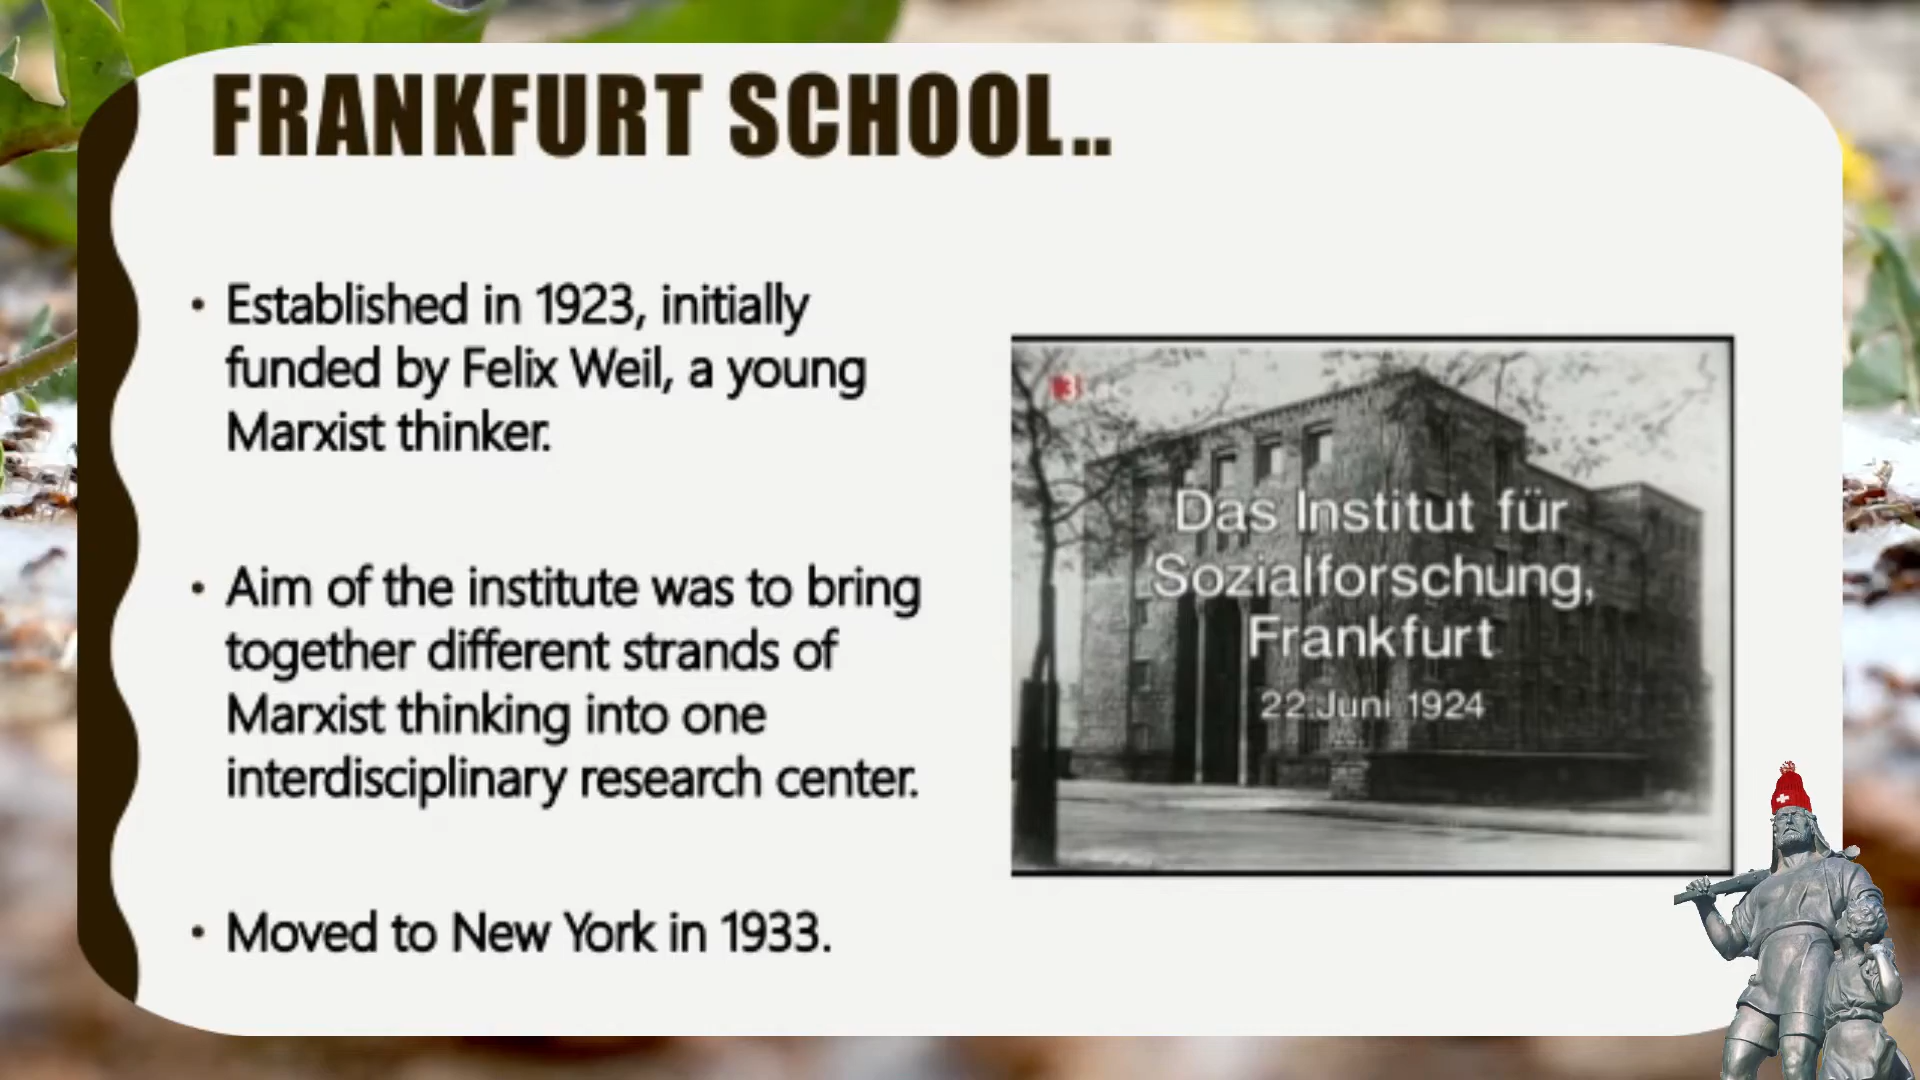 FRANKFURT SCHOOL..
• Established in 1923, initially
funded by Felix Weil, a young
Marxist thinker.
• Aim of the institute was to bring
together different strands of
Marxist thinking into one
interdisciplinary research center.
• Moved to New York in 1933.
3
Das Institut für
Sozialforschung,
Frankfurt
22.Juni 1924